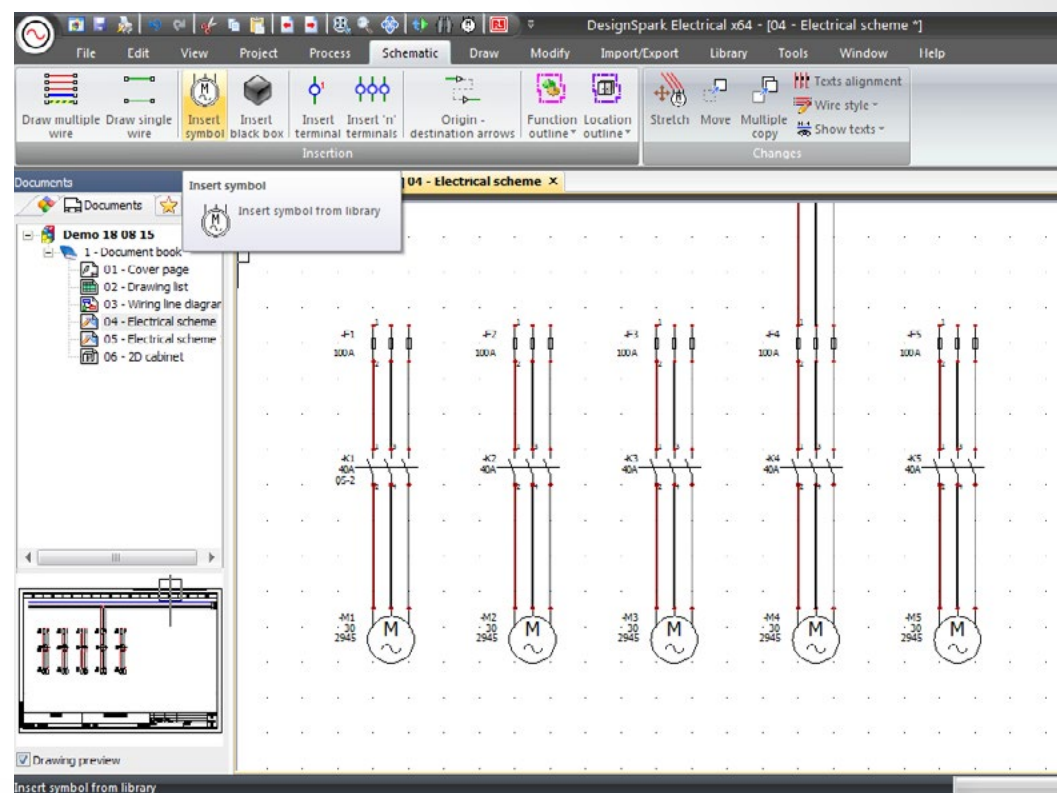 DesignSpark Electrical x64 - [04 - Electrical scheme *]
File Edit View Project Process Schematic Draw Modify Import/Export Library Tools Window Help
Draw multiple wire
Draw single wire
Insert symbol
Insert black box
Insert terminal
Insert 'n' terminals
Origin - destination arrows
Function outline
Location outline
Stretch
Move
Multiple copy
Texts alignment
Wire style
Show texts
Insertion
Changes
Documents
Insert symbol
Insert symbol from library
04 - Electrical scheme
Documents
Demo 18 08 15
1 - Document book
01 - Cover page
02 - Drawing list
03 - Wiring line diagrar
04 - Electrical scheme
05 - Electrical scheme
06 - 2D cabinet
-F1 -F2 -F3 -F4 -F5
100A 100A 100A 100A 100A
-K1 -K2 -K3 -K4 -K5
40A 40A 40A 40A 40A
05-2
-M1 -M2 -M3 -M4 -M5
30 30 30 30 30
2945 2945 2945 2945 2945
M M M M M
Drawing preview
Insert symbol from library